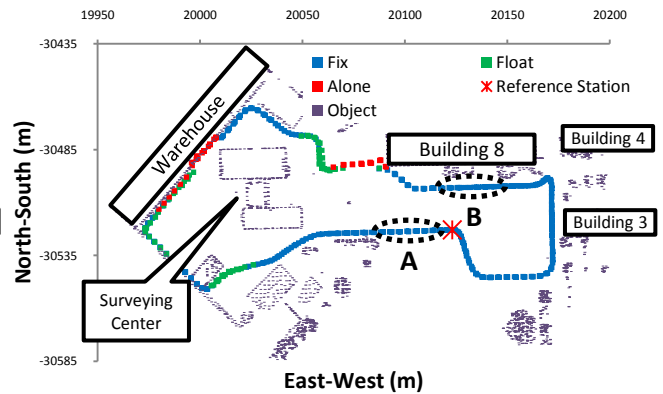 19950 20000 20050 20100 20150 20200
-30435
-30485
-30535
-30585
North-South (m)
East-West (m)
Fix
Float
Alone
Reference Station
Object
Warehouse
Building 8
Building 4
Building 3
Surveying
Center
A
B